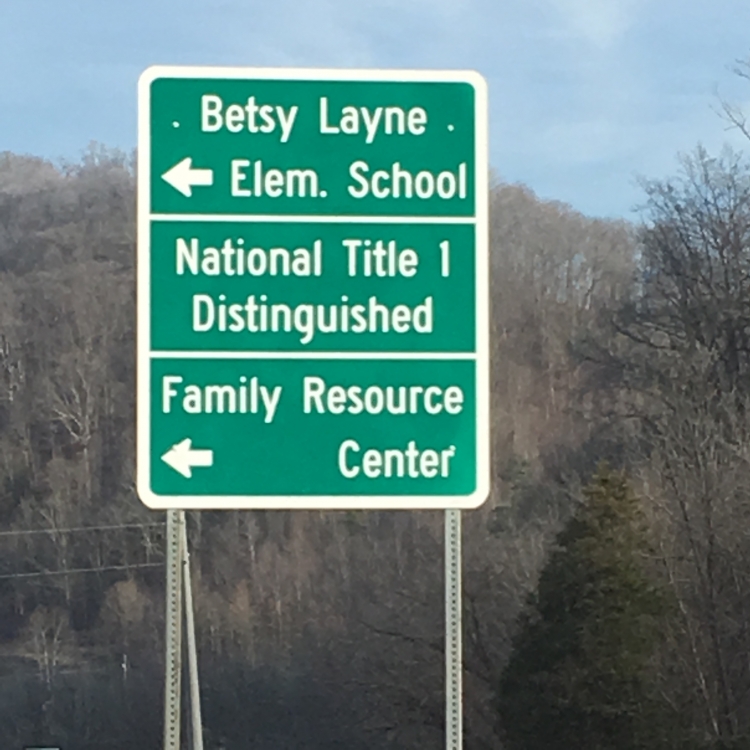 Betsy Layne
Elem. School
National Title 1
Distinguished
Family Resource
Center